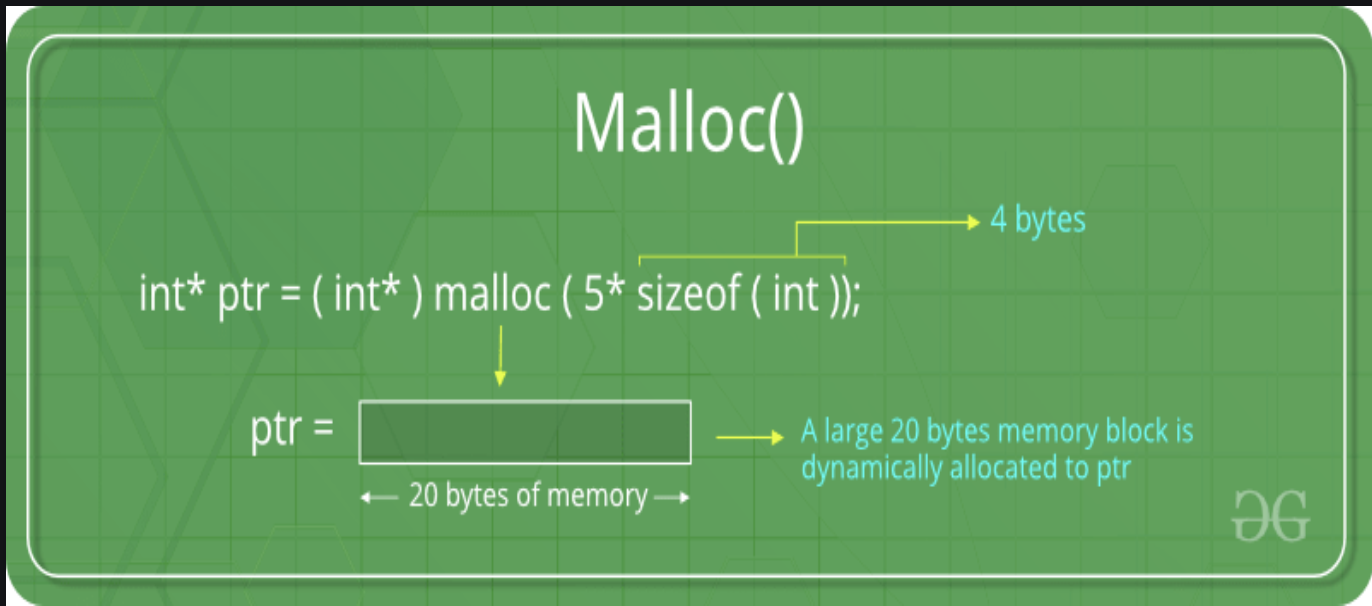 Malloc()
4 bytes
int* ptr = ( int* ) malloc ( 5* sizeof ( int ));
ptr =
A large 20 bytes memory block is
dynamically allocated to ptr
20 bytes of memory